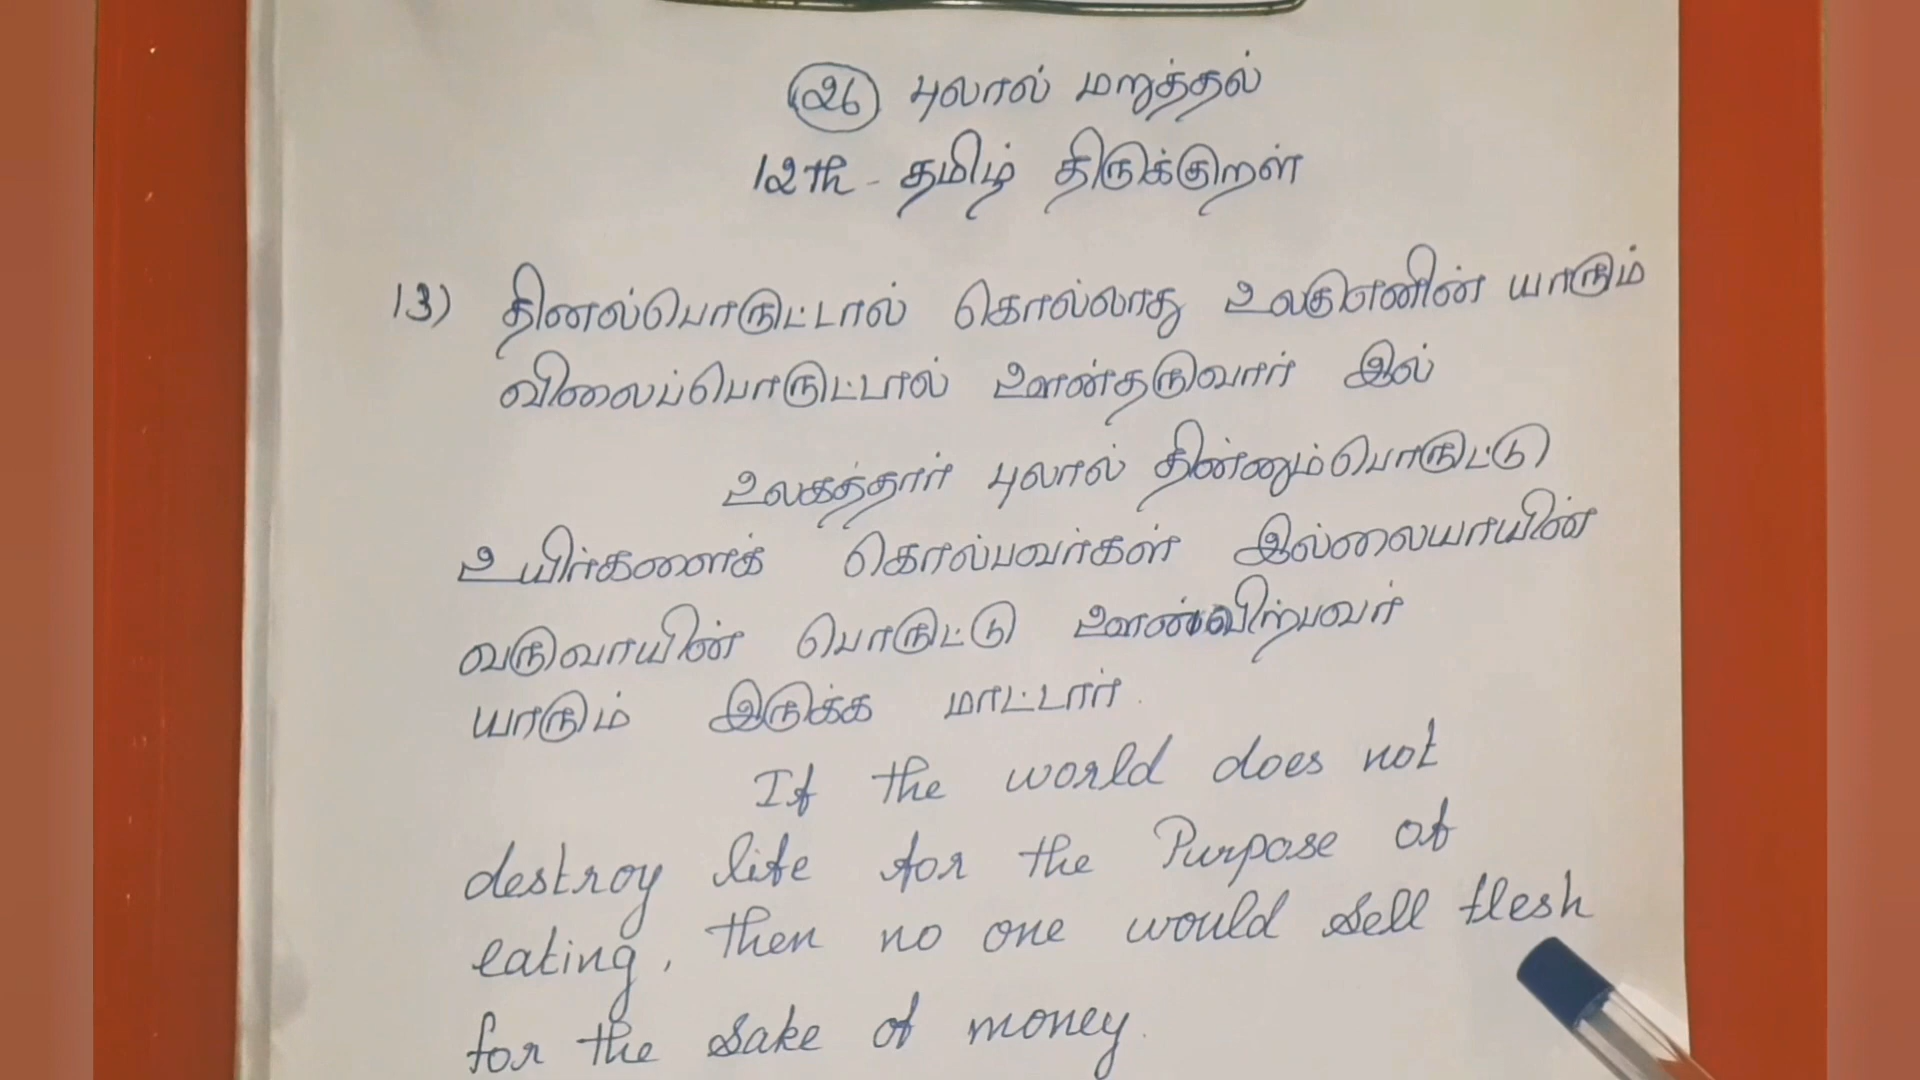 26 புலால் மறுத்தல்
12th - தமிழ் திருக்குறள்
13) தினல்பொருட்டால் கொல்லாது உலகுஎனின் யாரும்
விலைப்பொருட்டால் ஊன்தருவார் இல்
உலகத்தார் புலால் தின்னும்பொருட்டு
உயிர்களைக் கொல்பவர்கள் இல்லையாயின்
வருவாயின் பொருட்டு ஊன்விற்பவர்
யாரும் இருக்க மாட்டார்.
If the world does not
destroy life for the Purpose of
eating, then no one would sell flesh
for the sake of money.